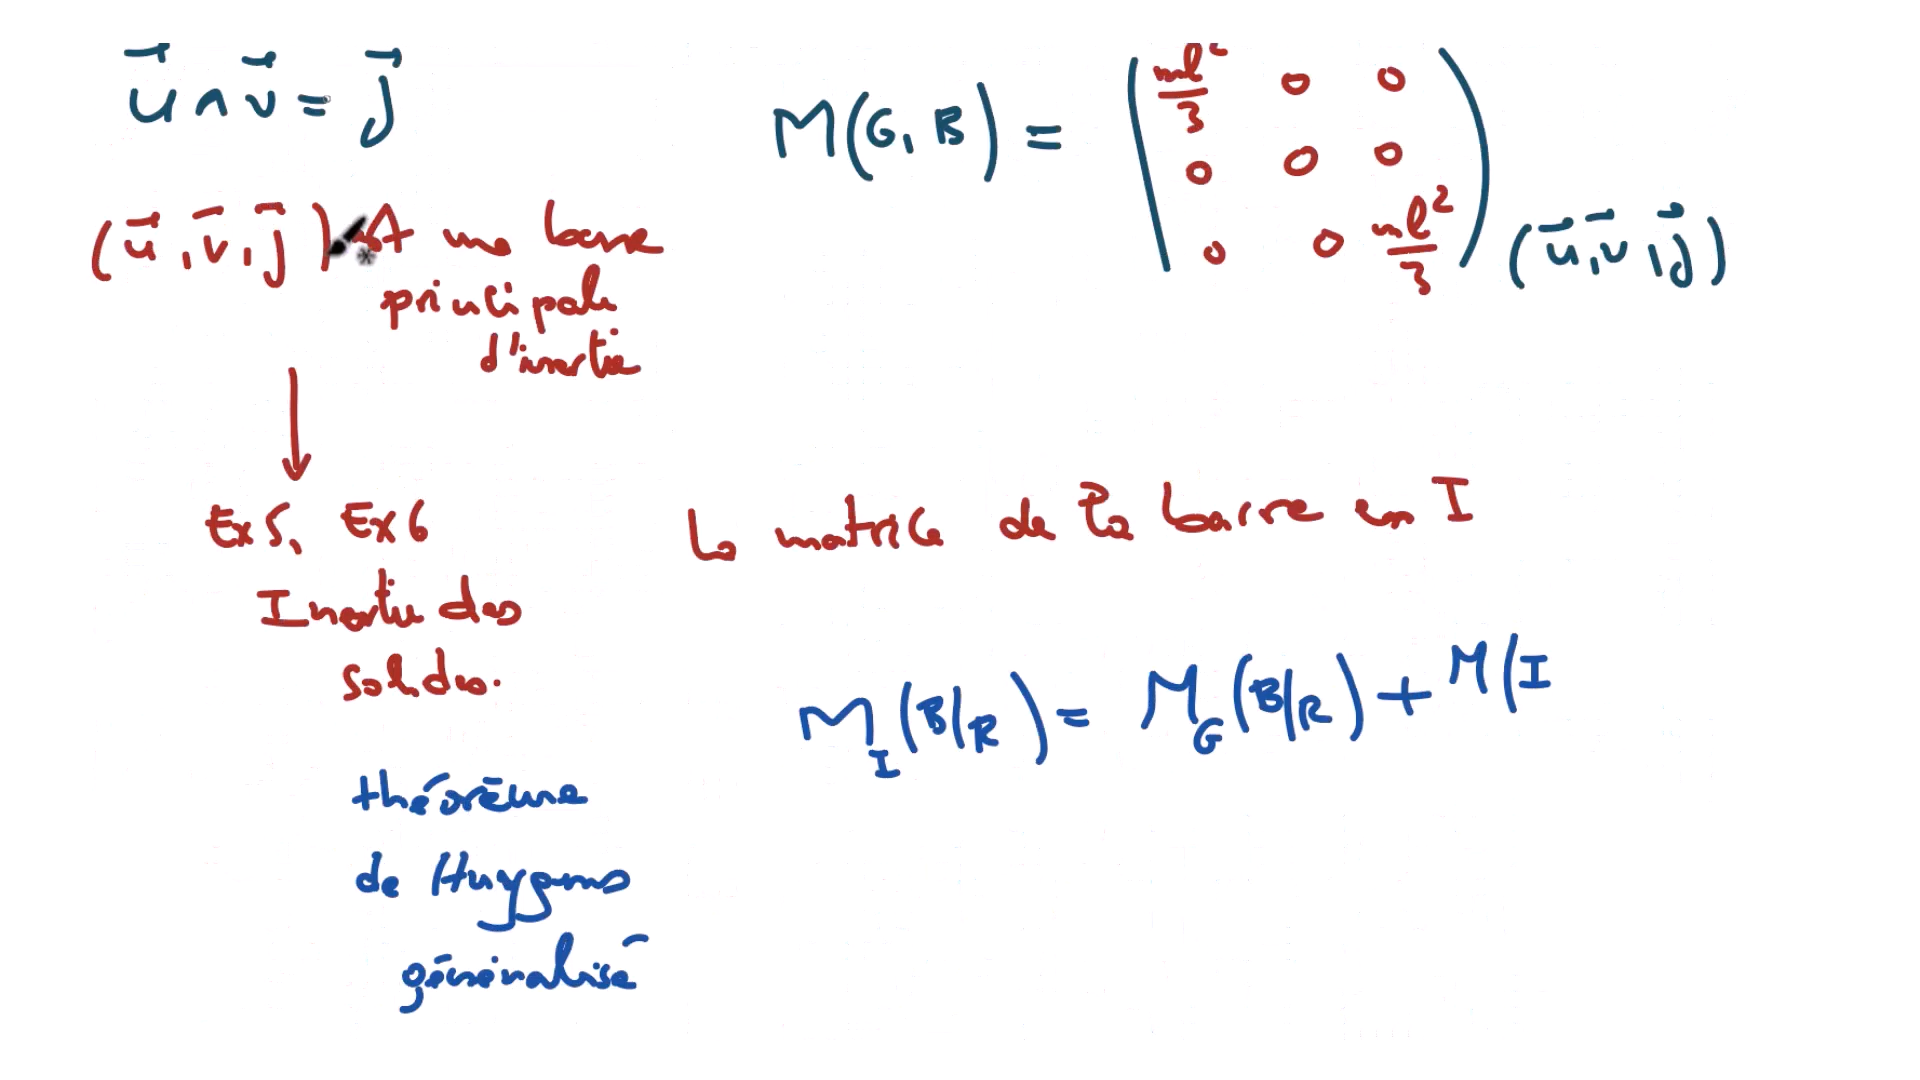 u⃗ ∧ v⃗ = j⃗
(u⃗, v⃗, j⃗) est une base
principale
d'inertie
Ex 5, Ex 6
Inertie des
solides.
théorème
de Huygens
généralisé
M(G, B) =
ml²/3 0 0
0 0 0
0 0 ml²/3
(u⃗, v⃗, j⃗)
La matrice de la barre en I
M_I(B/R) = M_G(B/R) + M(I